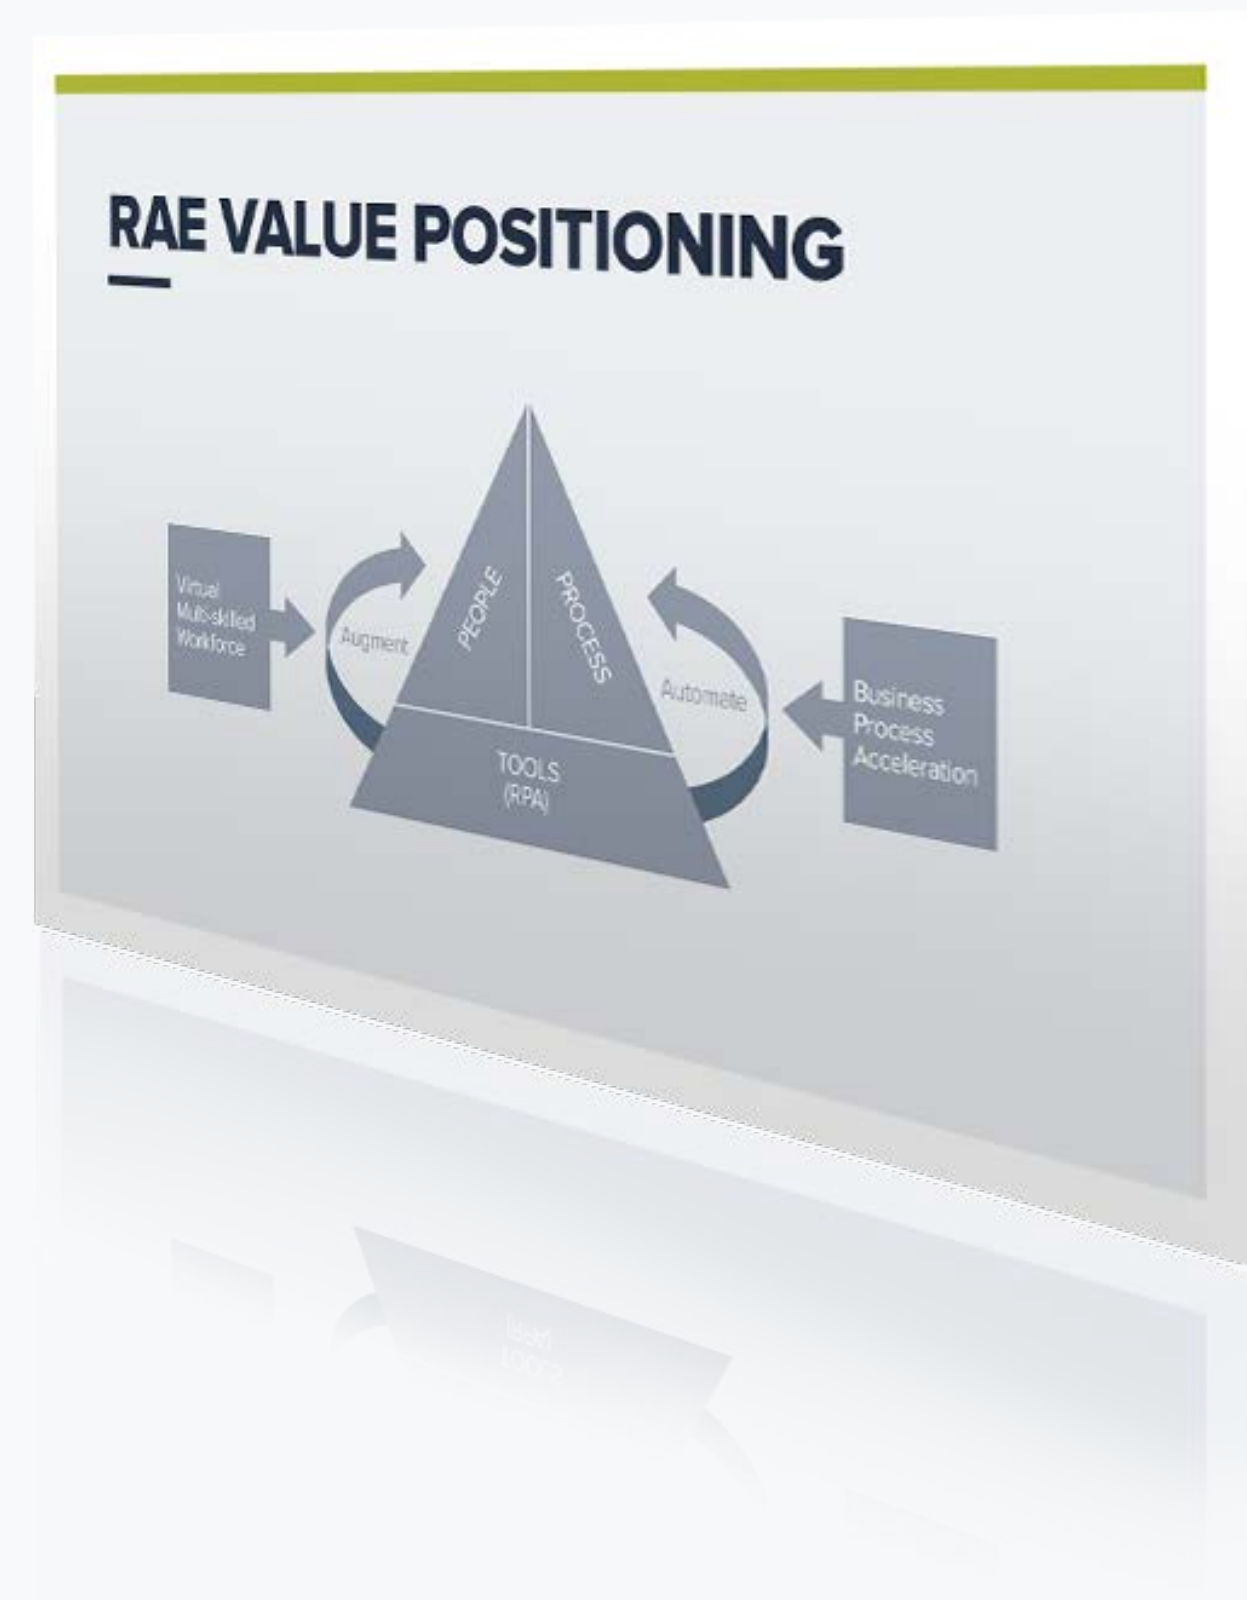 RAE VALUE POSITIONING
Virtual
Multi-skilled
Workforce
Augment
PEOPLE
PROCESS
Automate
Business
Process
Acceleration
TOOLS
(RPA)